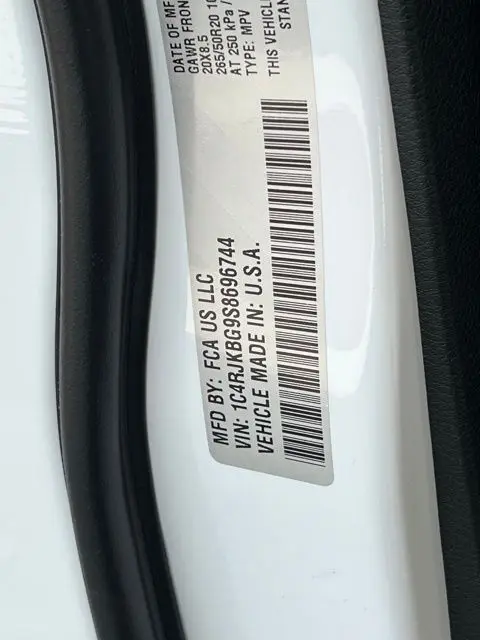 MFD BY: FCA US LLC
VIN: 1C4RJKBG9S8696744
VEHICLE MADE IN: U.S.A.
DATE OF MF
GAWR FRON
20X8.5
265/50R20
AT 250 kPa /
TYPE: MPV
THIS VEHICL
STAN